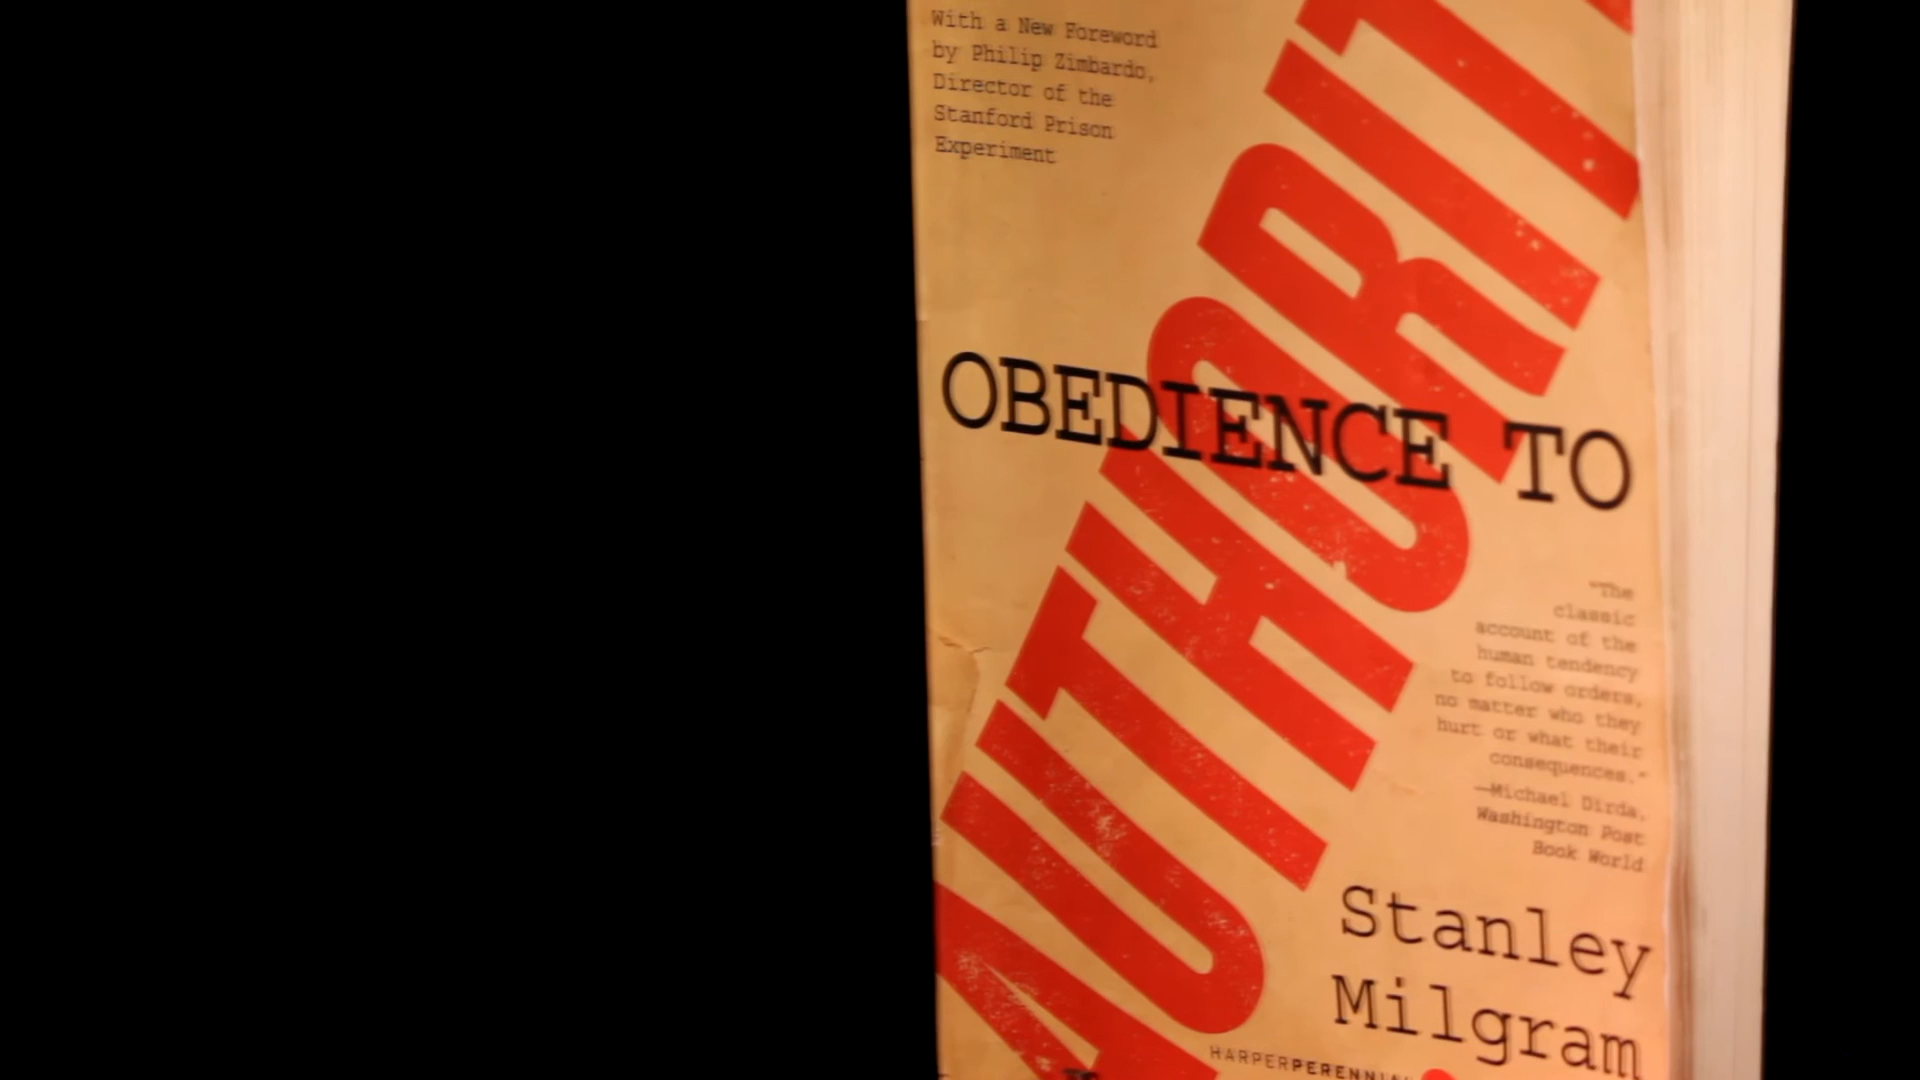 With a New Foreword
by Philip Zimbardo,
Director of the
Stanford Prison
Experiment
OBEDIENCE TO
AUTHORIT
"The
classic
account of the
human tendency
to follow orders,
no matter who they
hurt or what their
consequences."
—Michael Dirda,
Washington Post
Book World
Stanley
Milgram
HARPERPERENNIAL